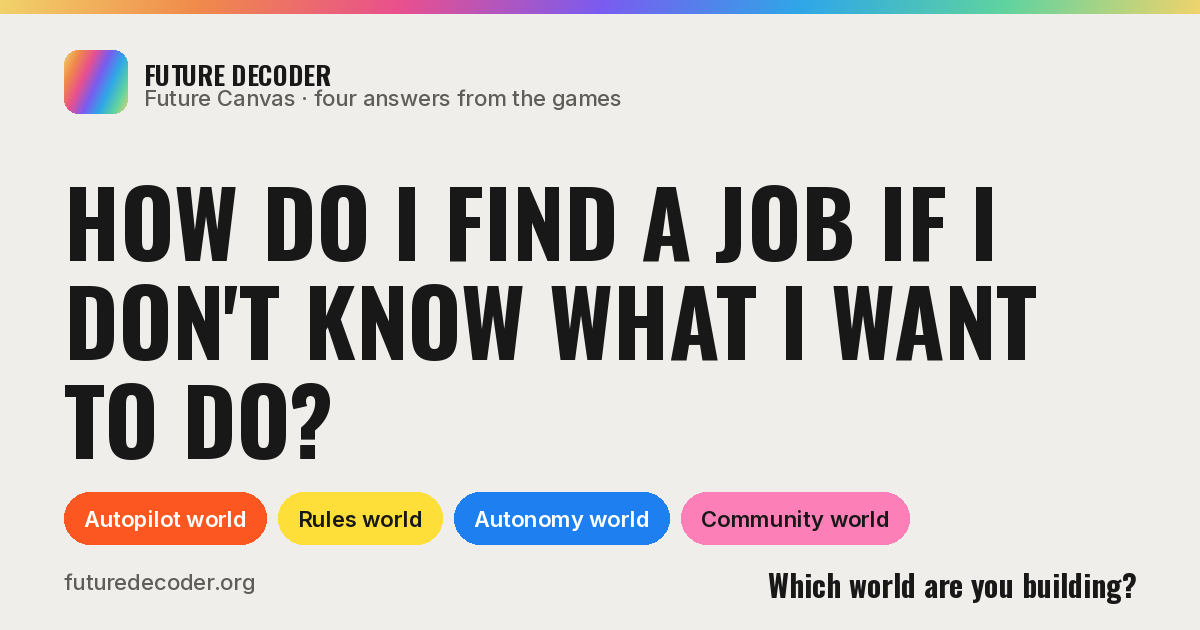 FUTURE DECODER
Future Canvas · four answers from the games
HOW DO I FIND A JOB IF I
DON'T KNOW WHAT I WANT
TO DO?
Autopilot world
Rules world
Autonomy world
Community world
futuredecoder.org
Which world are you building?